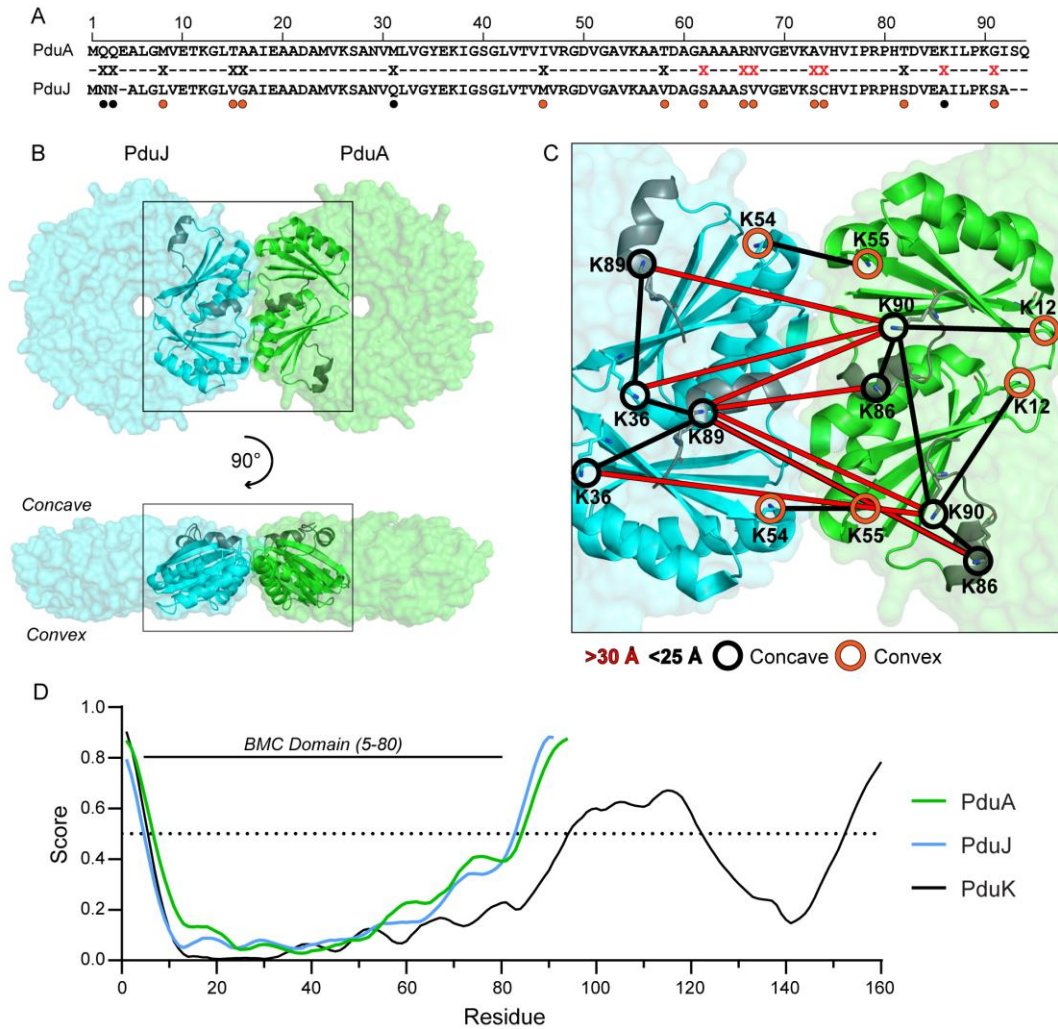 A
1 10 20 30 40 50 60 70 80 90
PduA MQQEALGMVETKGLTAAIEAADAMVKSANVMLVGYEKIGSGLVTVIVRGDVGAVKAATDAGAAAARNVGEVKAVHVIPRPHTDVEKILPKGISQ
-XX----X------XX--------------X--------------X-----------X---X---XX-----XX-------X---X----X---
PduJ MNN-ALGLVETKGLVGAIEAADAMVKSANVQLVGYEKIGSGLVTVMVRGDVGAVKAAVDAGSAAASVVGEVKSCHVIPRPHSDVEAILPKSA--
B
PduJ PduA
90°
Concave
Convex
C
K54
K55
K89
K90
K12
K86
K12
K36
K89
K36
K54
K55
K90
K86
>30 Å <25 Å Concave Convex
D
Score
1.0
0.8
0.6
0.4
0.2
0.0
BMC Domain (5-80)
0 20 40 60 80 100 120 140 160
Residue
PduA
PduJ
PduK